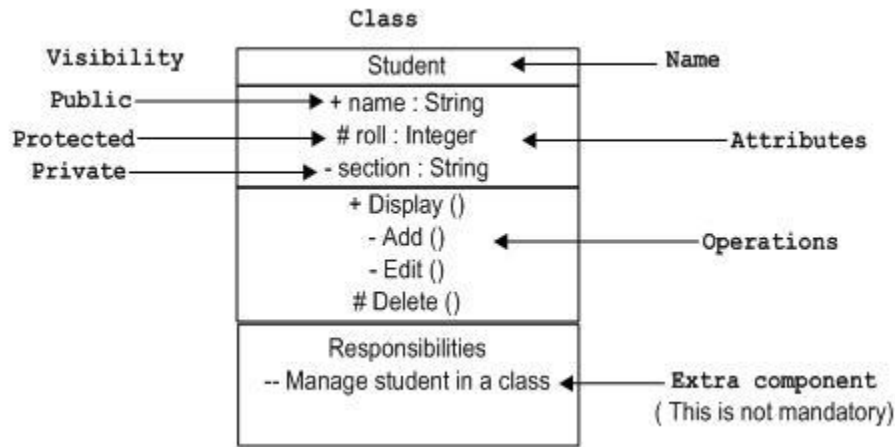 Class
Visibility
Student
Name
Public
+ name : String
Protected
# roll : Integer
Attributes
Private
- section : String
+ Display ()
- Add ()
Operations
- Edit ()
# Delete ()
Responsibilities
-- Manage student in a class
Extra component
( This is not mandatory)